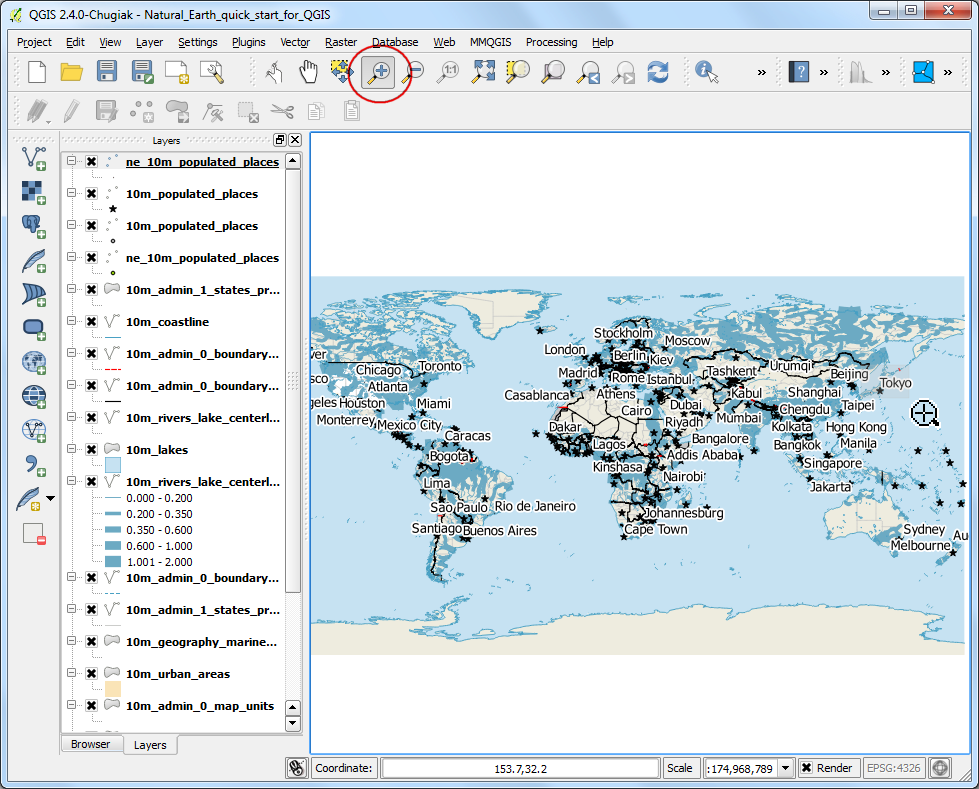 QGIS 2.4.0-Chugiak - Natural_Earth_quick_start_for_QGIS
Project Edit View Layer Settings Plugins Vector Raster Database Web MMQGIS Processing Help
1:1
» ? » » »
Layers
ne_10m_populated_places
10m_populated_places
10m_populated_places
ne_10m_populated_places
10m_admin_1_states_pr...
10m_coastline
10m_admin_0_boundary...
10m_admin_0_boundary...
10m_rivers_lake_centerl...
10m_lakes
10m_rivers_lake_centerl...
0.000 - 0.200
0.200 - 0.350
0.350 - 0.600
0.600 - 1.000
1.001 - 2.000
10m_admin_0_boundary...
10m_admin_1_states_pr...
10m_geography_marine...
10m_urban_areas
10m_admin_0_map_units
Browser Layers
Stockholm
Moscow
London Berlin Kiev
ver Chicago Toronto Madrid Rome Istanbul Tashkent Urumqi Beijing
sco Atlanta Casablanca Athens Kabul Shanghai Tokyo
geles Houston Miami Cairo Dubai Chengdu Taipei
Monterrey Mexico City Dakar Riyadh Mumbai Kolkata Hong Kong
Caracas Lagos Bangalore Bangkok Manila
Bogota Addis Ababa Singapore
Kinshasa Nairobi
Lima Jakarta
Sao Paulo Rio de Janeiro Johannesburg
Santiago Buenos Aires Cape Town Sydney Au
Melbourne
Coordinate: 153.7,32.2 Scale :174,968,789 Render EPSG:4326